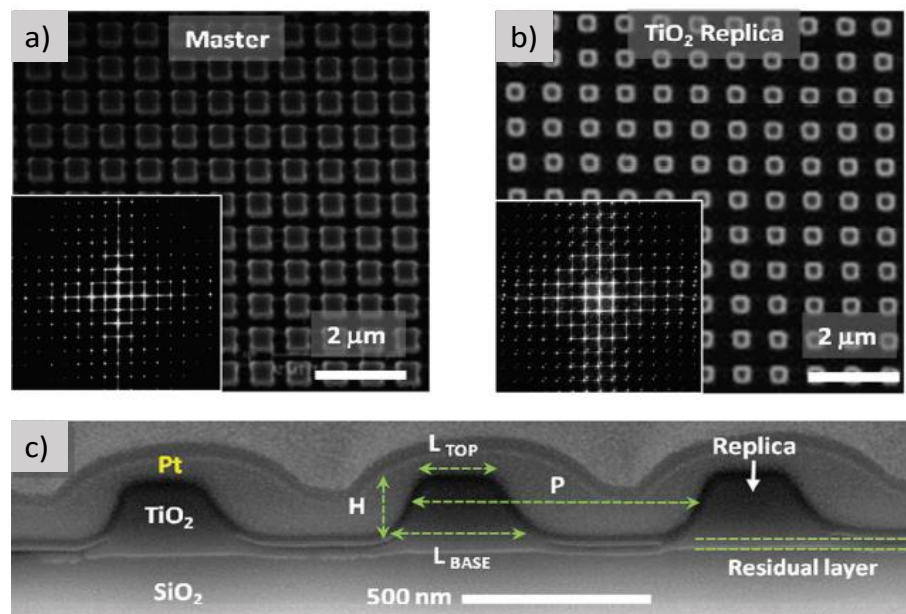 a)
Master
2 µm
b)
TiO₂ Replica
2 µm
c)
Pt
TiO₂
SiO₂
H
L TOP
P
L BASE
500 nm
Replica
Residual layer